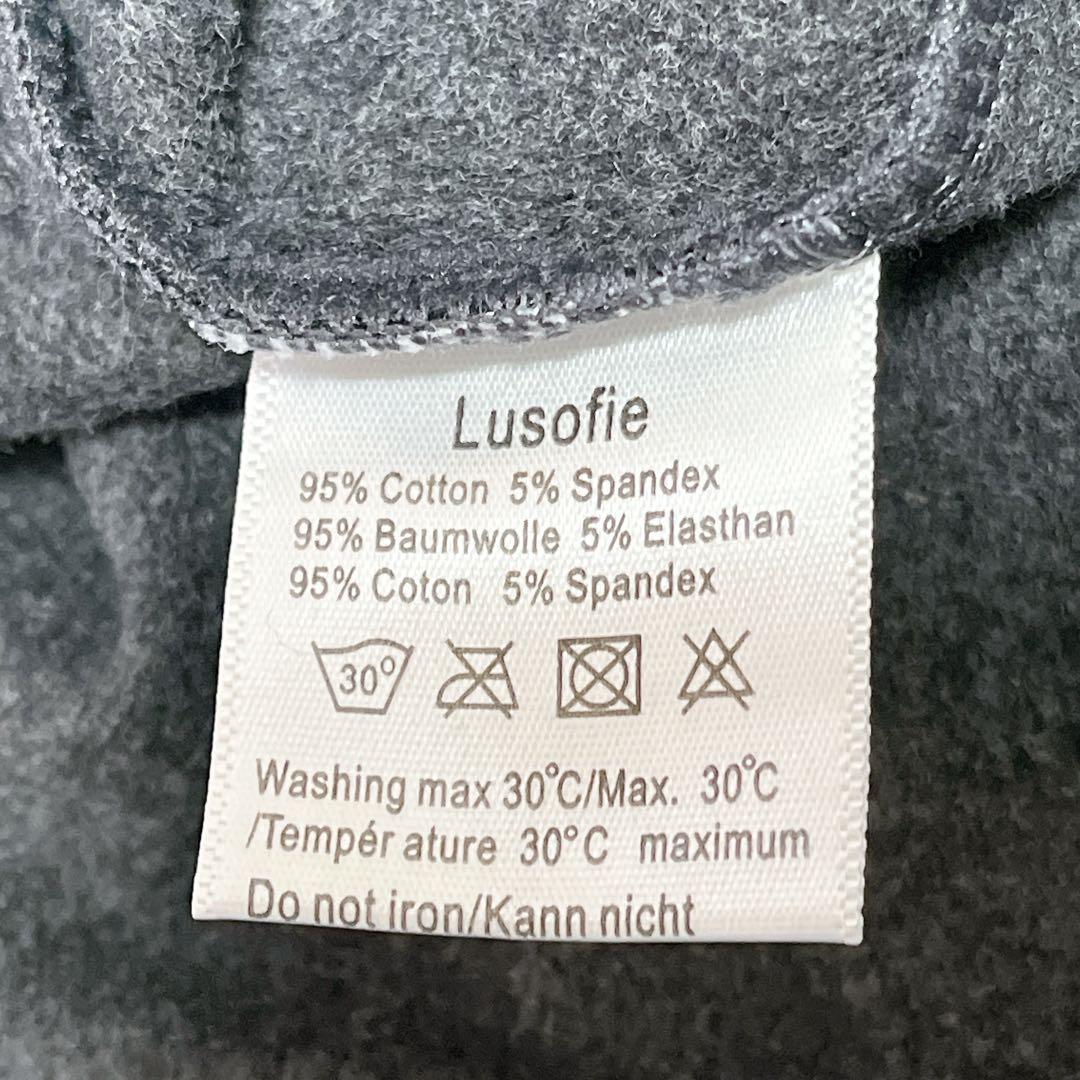 Lusofie
95% Cotton 5% Spandex
95% Baumwolle 5% Elasthan
95% Coton 5% Spandex
30°
Washing max 30°C/Max. 30°C
/Tempér ature 30°C maximum
Do not iron/Kann nicht